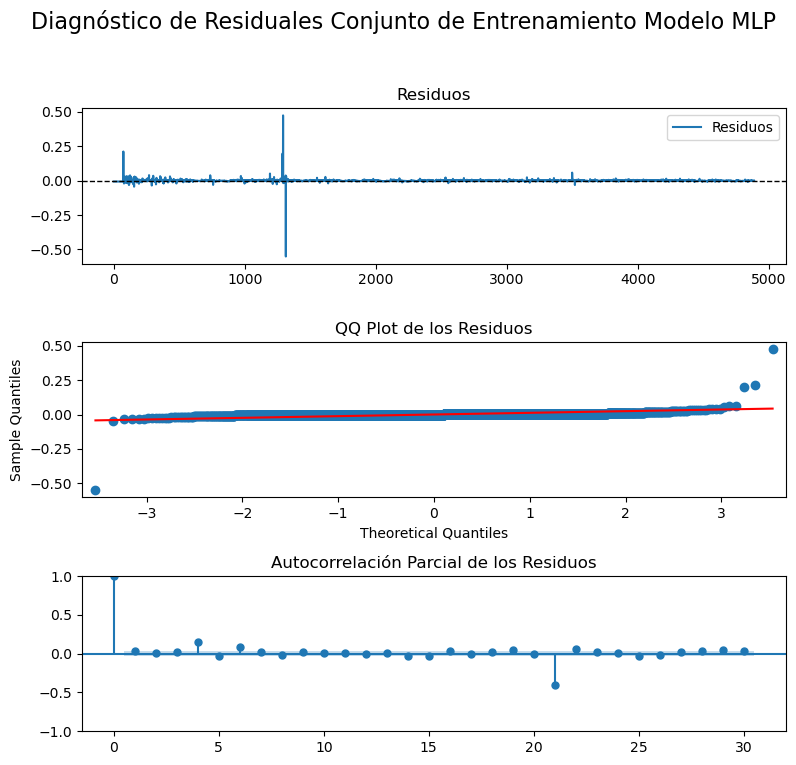 Diagnóstico de Residuales Conjunto de Entrenamiento Modelo MLP
Residuos
0.50
0.25
0.00
−0.25
−0.50
Residuos
0 1000 2000 3000 4000 5000
QQ Plot de los Residuos
Sample Quantiles
0.50
0.25
0.00
−0.25
−0.50
−3 −2 −1 0 1 2 3
Theoretical Quantiles
Autocorrelación Parcial de los Residuos
1.0
0.5
0.0
−0.5
−1.0
0 5 10 15 20 25 30